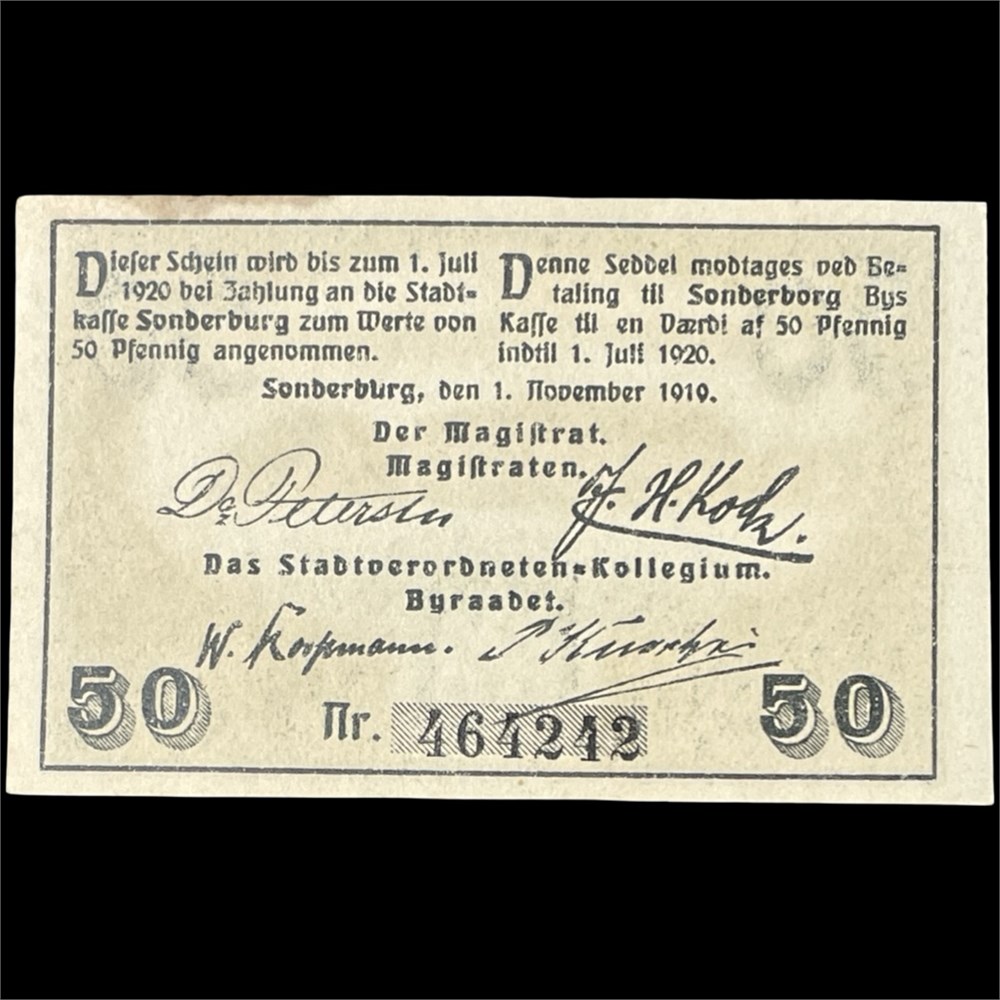 Dieser Schein wird bis zum 1. Juli
1920 bei Zahlung an die Stadt=
kasse Sonderburg zum Werte von
50 Pfennig angenommen.
Denne Seddel modtages ved Be=
taling til Sonderborg Bys
Kasse til en Værdi af 50 Pfennig
indtil 1. Juli 1920.
Sonderburg, den 1. November 1919.
Der Magistrat.
Magistraten.
Dr. Petersen
J. H. Koch.
Das Stadtverordneten=Kollegium.
Byraadet.
W. Koopmann.
50
Nr. 464242
50